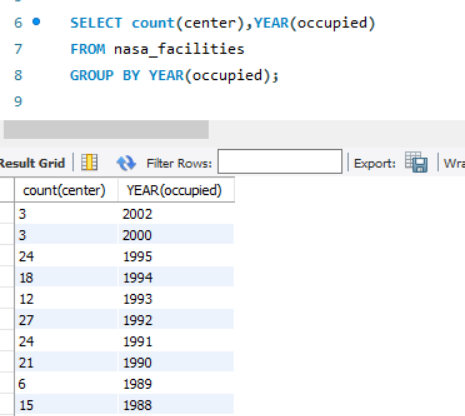 6 SELECT count(center),YEAR(occupied)
7 FROM nasa_facilities
8 GROUP BY YEAR(occupied);
9
Result Grid Filter Rows: Export: Wra
count(center) YEAR(occupied)
3 2002
3 2000
24 1995
18 1994
12 1993
27 1992
24 1991
21 1990
6 1989
15 1988